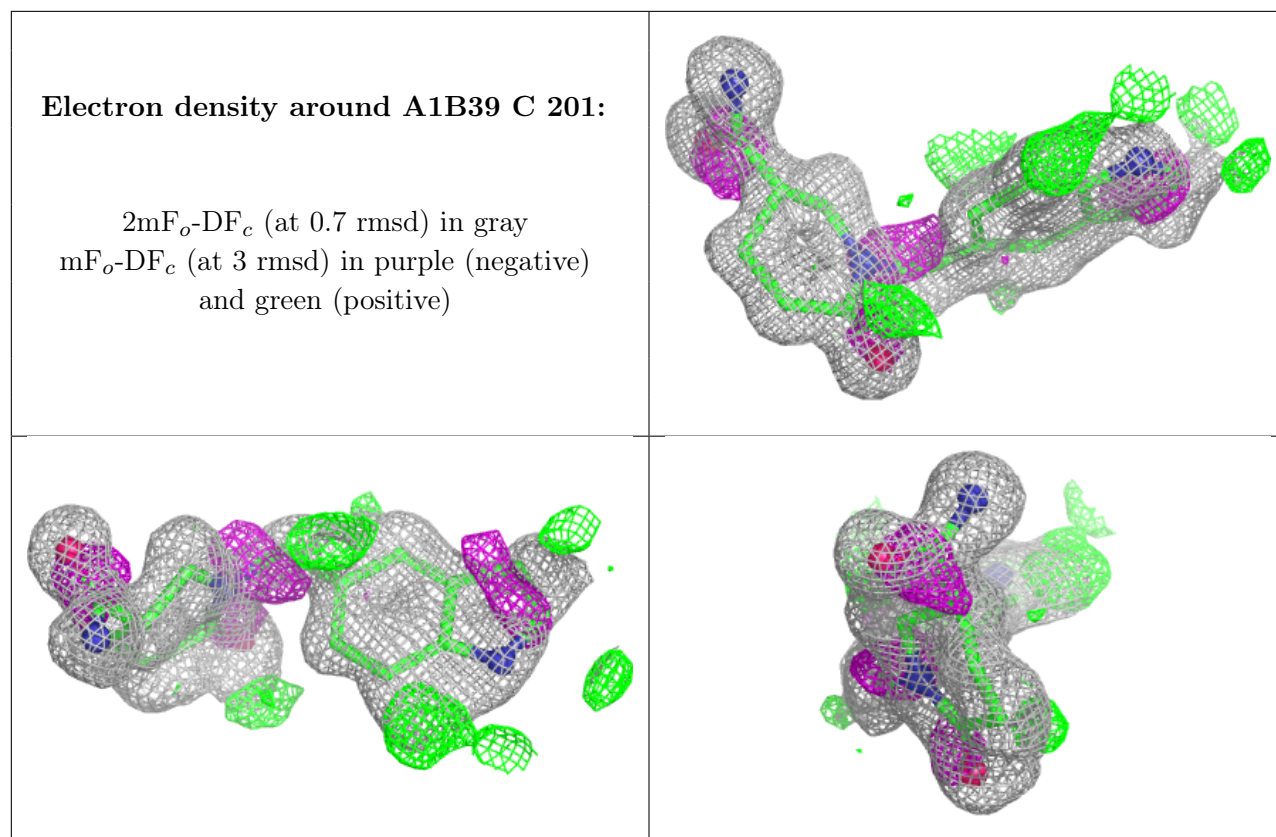 Electron density around A1B39 C 201:
2mFₒ-DF𝒸 (at 0.7 rmsd) in gray
mFₒ-DF𝒸 (at 3 rmsd) in purple (negative)
and green (positive)